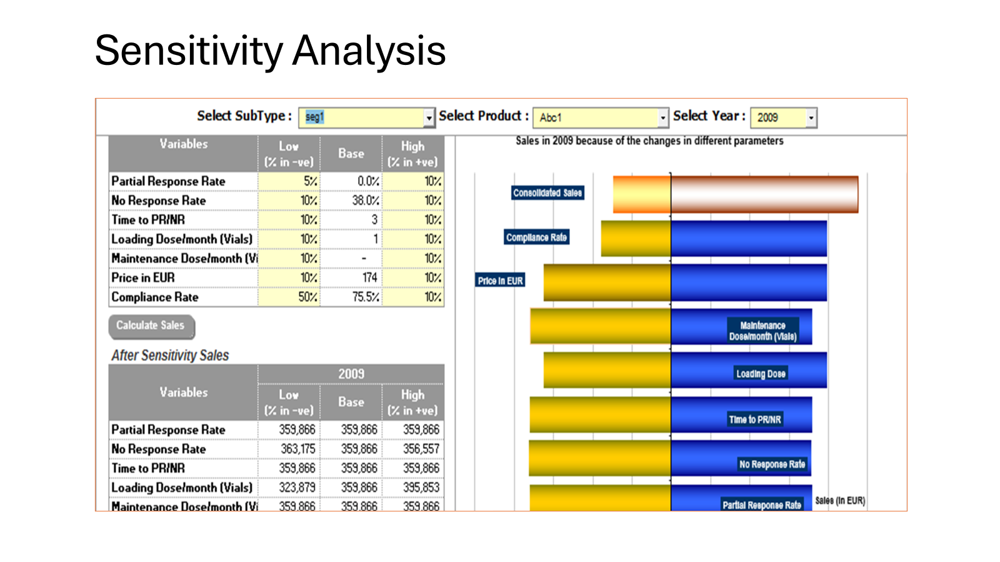 Sensitivity Analysis
Select SubType : seg1 Select Product : Abc1 Select Year : 2009
Variables Low (% in -ve) Base High (% in +ve)
Partial Response Rate 5% 0.0% 10%
No Response Rate 10% 38.0% 10%
Time to PR/NR 10% 3 10%
Loading Dose/month (Vials) 10% 1 10%
Maintenance Dose/month (Vi 10% - 10%
Price in EUR 10% 174 10%
Compliance Rate 50% 75.5% 10%
Calculate Sales
After Sensitivity Sales
2009
Variables Low (% in -ve) Base High (% in +ve)
Partial Response Rate 359,866 359,866 359,866
No Response Rate 363,175 359,866 356,557
Time to PR/NR 359,866 359,866 359,866
Loading Dose/month (Vials) 323,879 359,866 395,853
Maintenance Dose/month (Vi 359,866 359,866 359,866
Sales in 2009 because of the changes in different parameters
Consolidated Sales
Compliance Rate
Price in EUR
Maintenance
Dose/month (Vials)
Loading Dose
Time to PR/NR
No Response Rate
Partial Response Rate
Sales (in EUR)